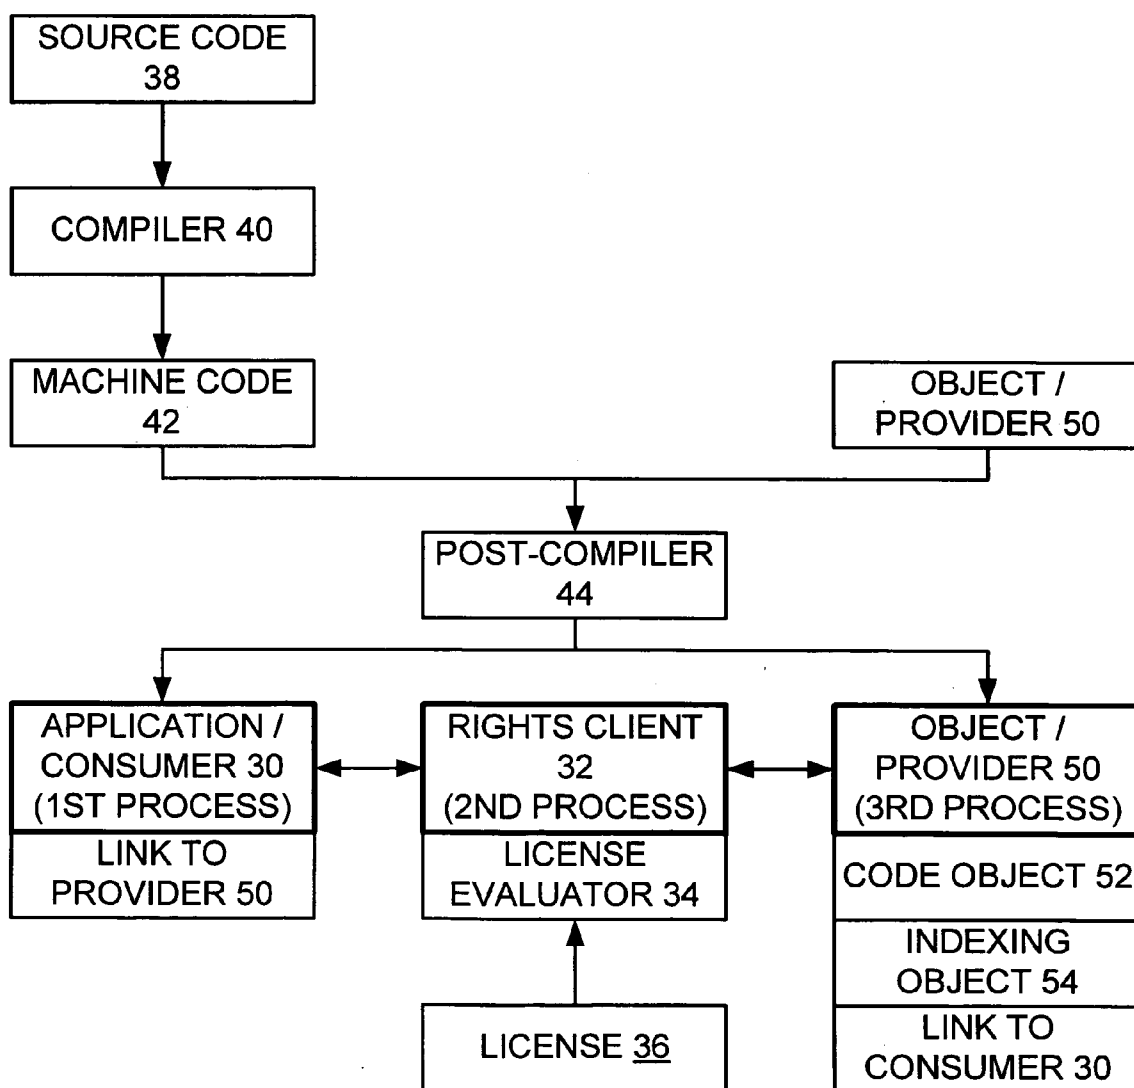 SOURCE CODE
38
COMPILER 40
MACHINE CODE
42
OBJECT /
PROVIDER 50
POST-COMPILER
44
APPLICATION /
CONSUMER 30
(1ST PROCESS)
LINK TO
PROVIDER 50
RIGHTS CLIENT
32
(2ND PROCESS)
LICENSE
EVALUATOR 34
LICENSE 36
OBJECT /
PROVIDER 50
(3RD PROCESS)
CODE OBJECT 52
INDEXING
OBJECT 54
LINK TO
CONSUMER 30